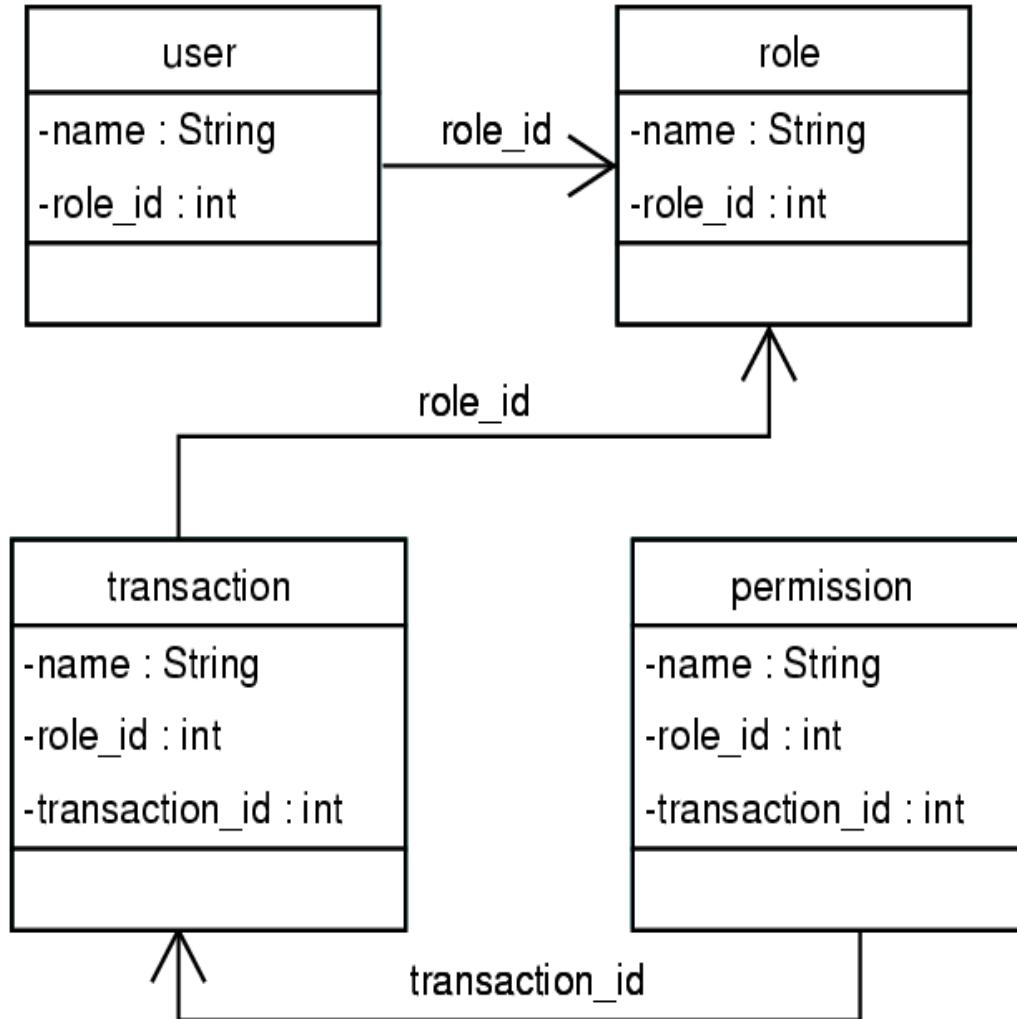 user
-name : String
-role_id : int
role_id
role
-name : String
-role_id : int
role_id
transaction
-name : String
-role_id : int
-transaction_id : int
permission
-name : String
-role_id : int
-transaction_id : int
transaction_id